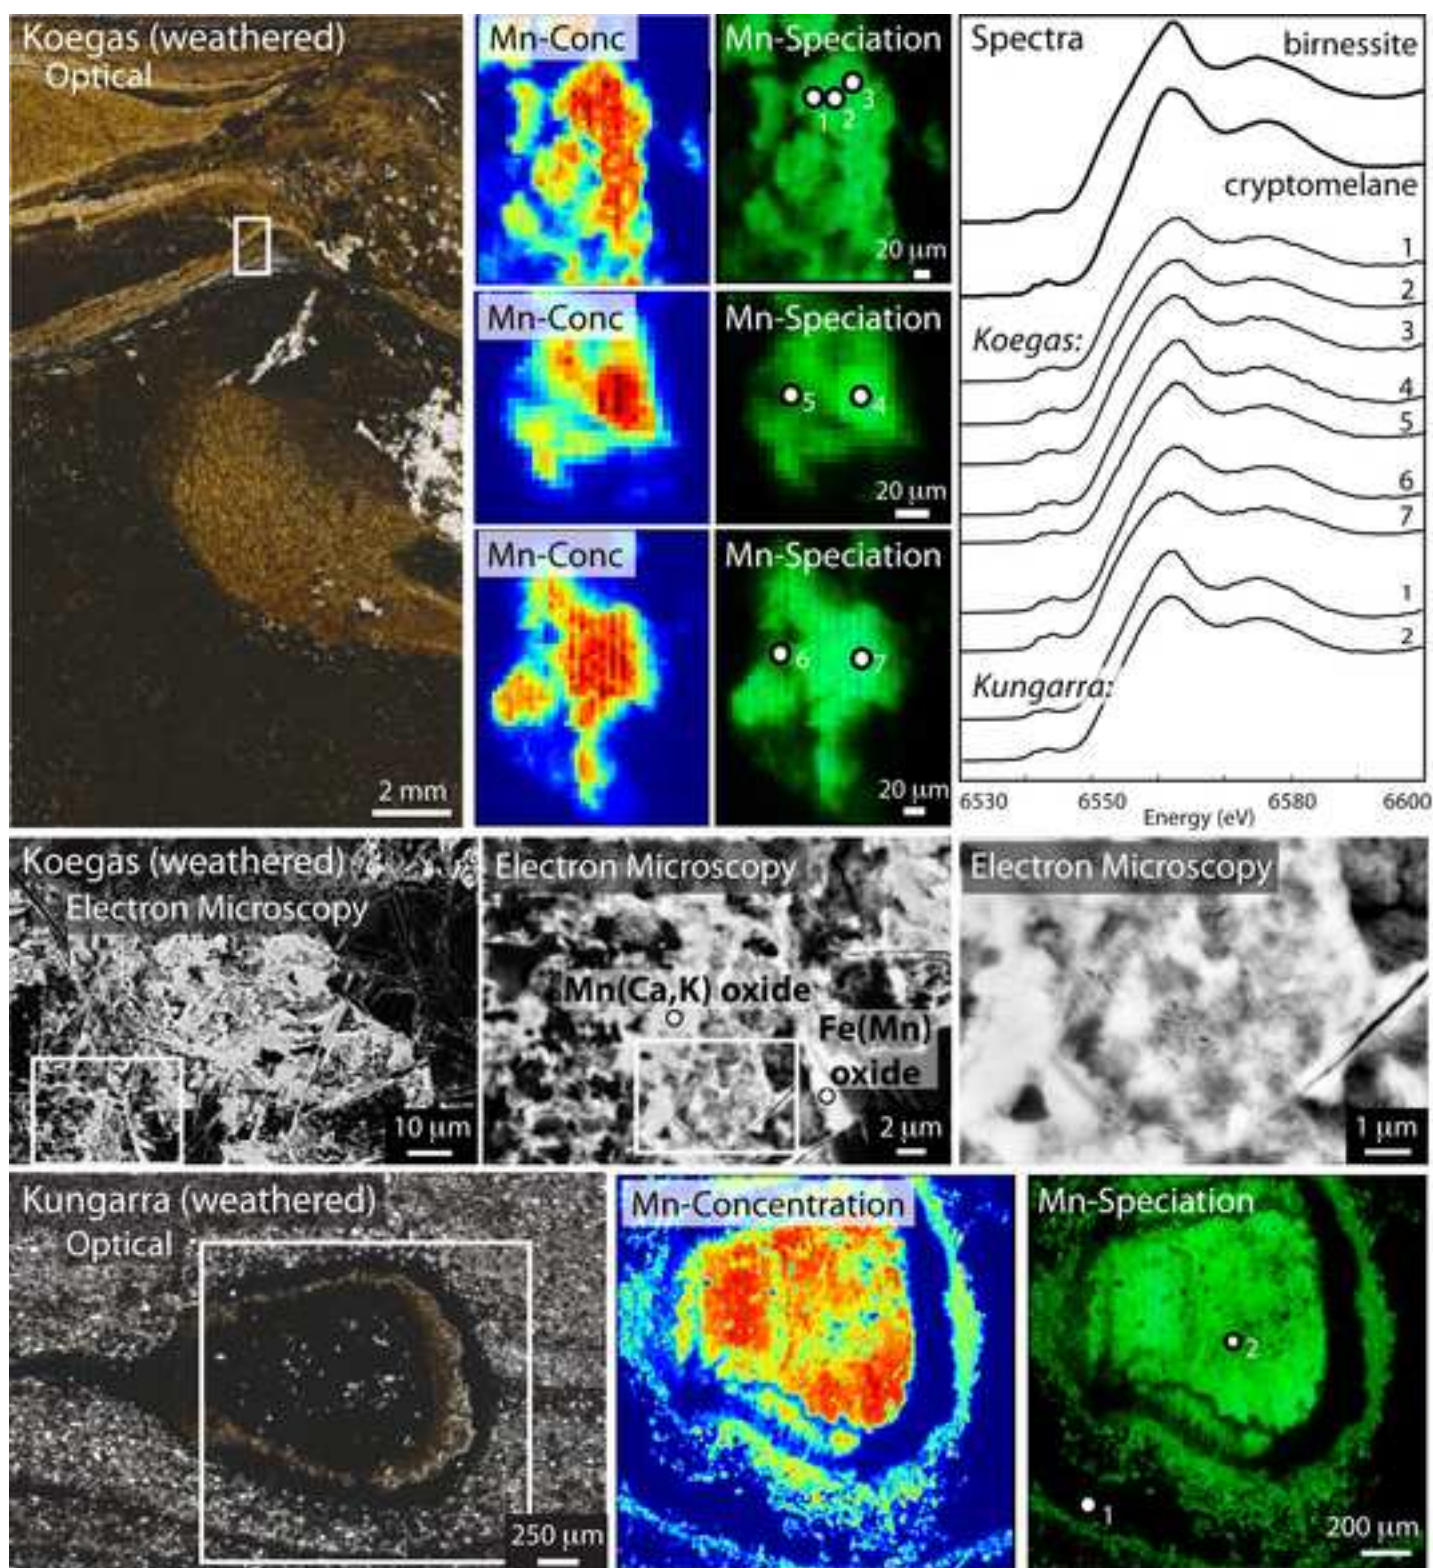 Koegas (weathered)
Optical
2 mm
Mn-Conc
Mn-Speciation
1
2
3
20 μm
Mn-Conc
Mn-Speciation
5
4
20 μm
Mn-Conc
Mn-Speciation
6
7
20 μm
Spectra
birnessite
cryptomelane
1
2
Koegas:
3
4
5
6
7
1
2
Kungarra:
6530 6550 6580 6600
Energy (eV)
Koegas (weathered)
Electron Microscopy
10 μm
Electron Microscopy
Mn(Ca,K) oxide
Fe(Mn)
oxide
2 μm
Electron Microscopy
1 μm
Kungarra (weathered)
Optical
250 μm
Mn-Concentration
Mn-Speciation
2
1
200 μm